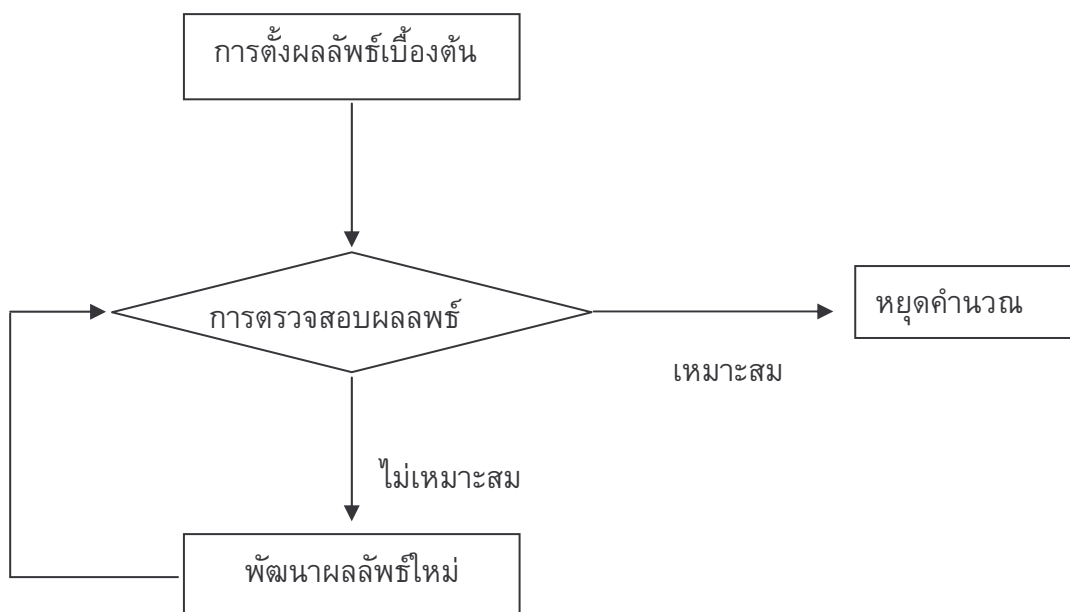 การตั้งผลลัพธ์เบื้องต้น
การตรวจสอบผลลพธ์
หยุดคำนวณ
เหมาะสม
ไม่เหมาะสม
พัฒนาผลลัพธ์ใหม่